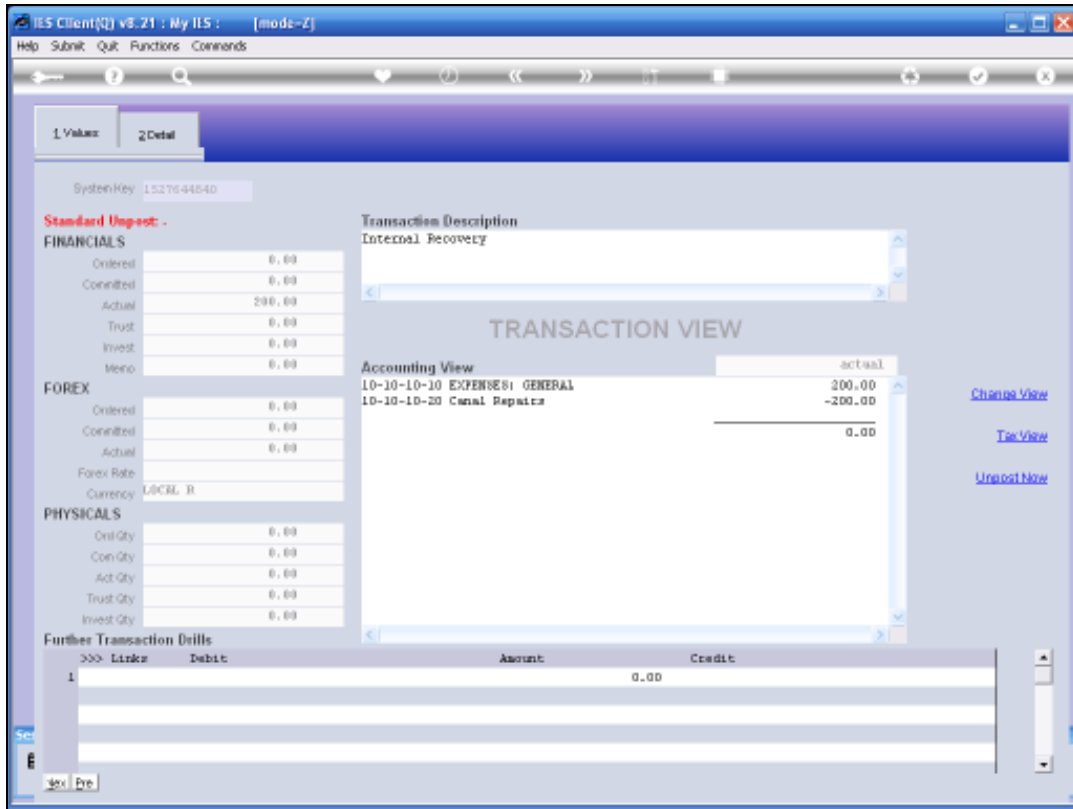 IES Client(Q) v8.21 : My IES : [mode-Z]
Help Submit Quit Functions Commands
1 Values 2 Detail
System Key 1527644840
Standard Unpost: -
FINANCIALS
Ordered 0.00
Committed 0.00
Actual 200.00
Trust 0.00
Invest 0.00
Memo 0.00
FOREX
Ordered 0.00
Committed 0.00
Actual 0.00
Forex Rate
Currency LOCAL R
PHYSICALS
Ord Qty 0.00
Com Qty 0.00
Act Qty 0.00
Trust Qty 0.00
Invest Qty 0.00
Transaction Description
Internal Recovery
TRANSACTION VIEW
Accounting View actual
10-10-10-10 EXPENSES: GENERAL 200.00
10-10-10-20 Canal Repairs -200.00
0.00
Change View
Tax View
Unpost Now
Further Transaction Drills
>>> Links Debit Amount Credit
1 0.00
Pre